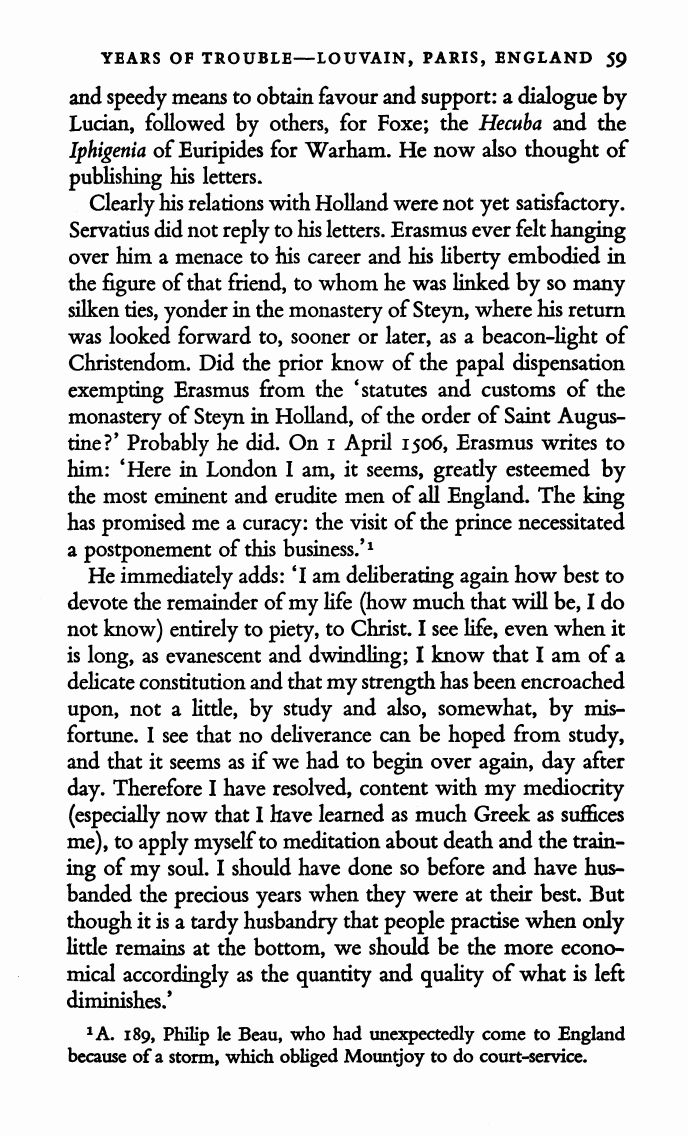 YEARS OF TROUBLE—LOUVAIN, PARIS, ENGLAND 59
and speedy means to obtain favour and support: a dialogue by
Lucian, followed by others, for Foxe; the Hecuba and the
Iphigenia of Euripides for Warham. He now also thought of
publishing his letters.
Clearly his relations with Holland were not yet satisfactory.
Servatius did not reply to his letters. Erasmus ever felt hanging
over him a menace to his career and his liberty embodied in
the figure of that friend, to whom he was linked by so many
silken ties, yonder in the monastery of Steyn, where his return
was looked forward to, sooner or later, as a beacon-light of
Christendom. Did the prior know of the papal dispensation
exempting Erasmus from the ‘statutes and customs of the
monastery of Steyn in Holland, of the order of Saint Augus-
tine?’ Probably he did. On 1 April 1506, Erasmus writes to
him: ‘Here in London I am, it seems, greatly esteemed by
the most eminent and erudite men of all England. The king
has promised me a curacy: the visit of the prince necessitated
a postponement of this business.’¹
He immediately adds: ‘I am deliberating again how best to
devote the remainder of my life (how much that will be, I do
not know) entirely to piety, to Christ. I see life, even when it
is long, as evanescent and dwindling; I know that I am of a
delicate constitution and that my strength has been encroached
upon, not a little, by study and also, somewhat, by mis-
fortune. I see that no deliverance can be hoped from study,
and that it seems as if we had to begin over again, day after
day. Therefore I have resolved, content with my mediocrity
(especially now that I have learned as much Greek as suffices
me), to apply myself to meditation about death and the train-
ing of my soul. I should have done so before and have hus-
banded the precious years when they were at their best. But
though it is a tardy husbandry that people practise when only
little remains at the bottom, we should be the more econo-
mical accordingly as the quantity and quality of what is left
diminishes.’
¹A. 189, Philip le Beau, who had unexpectedly come to England
because of a storm, which obliged Mountjoy to do court-service.